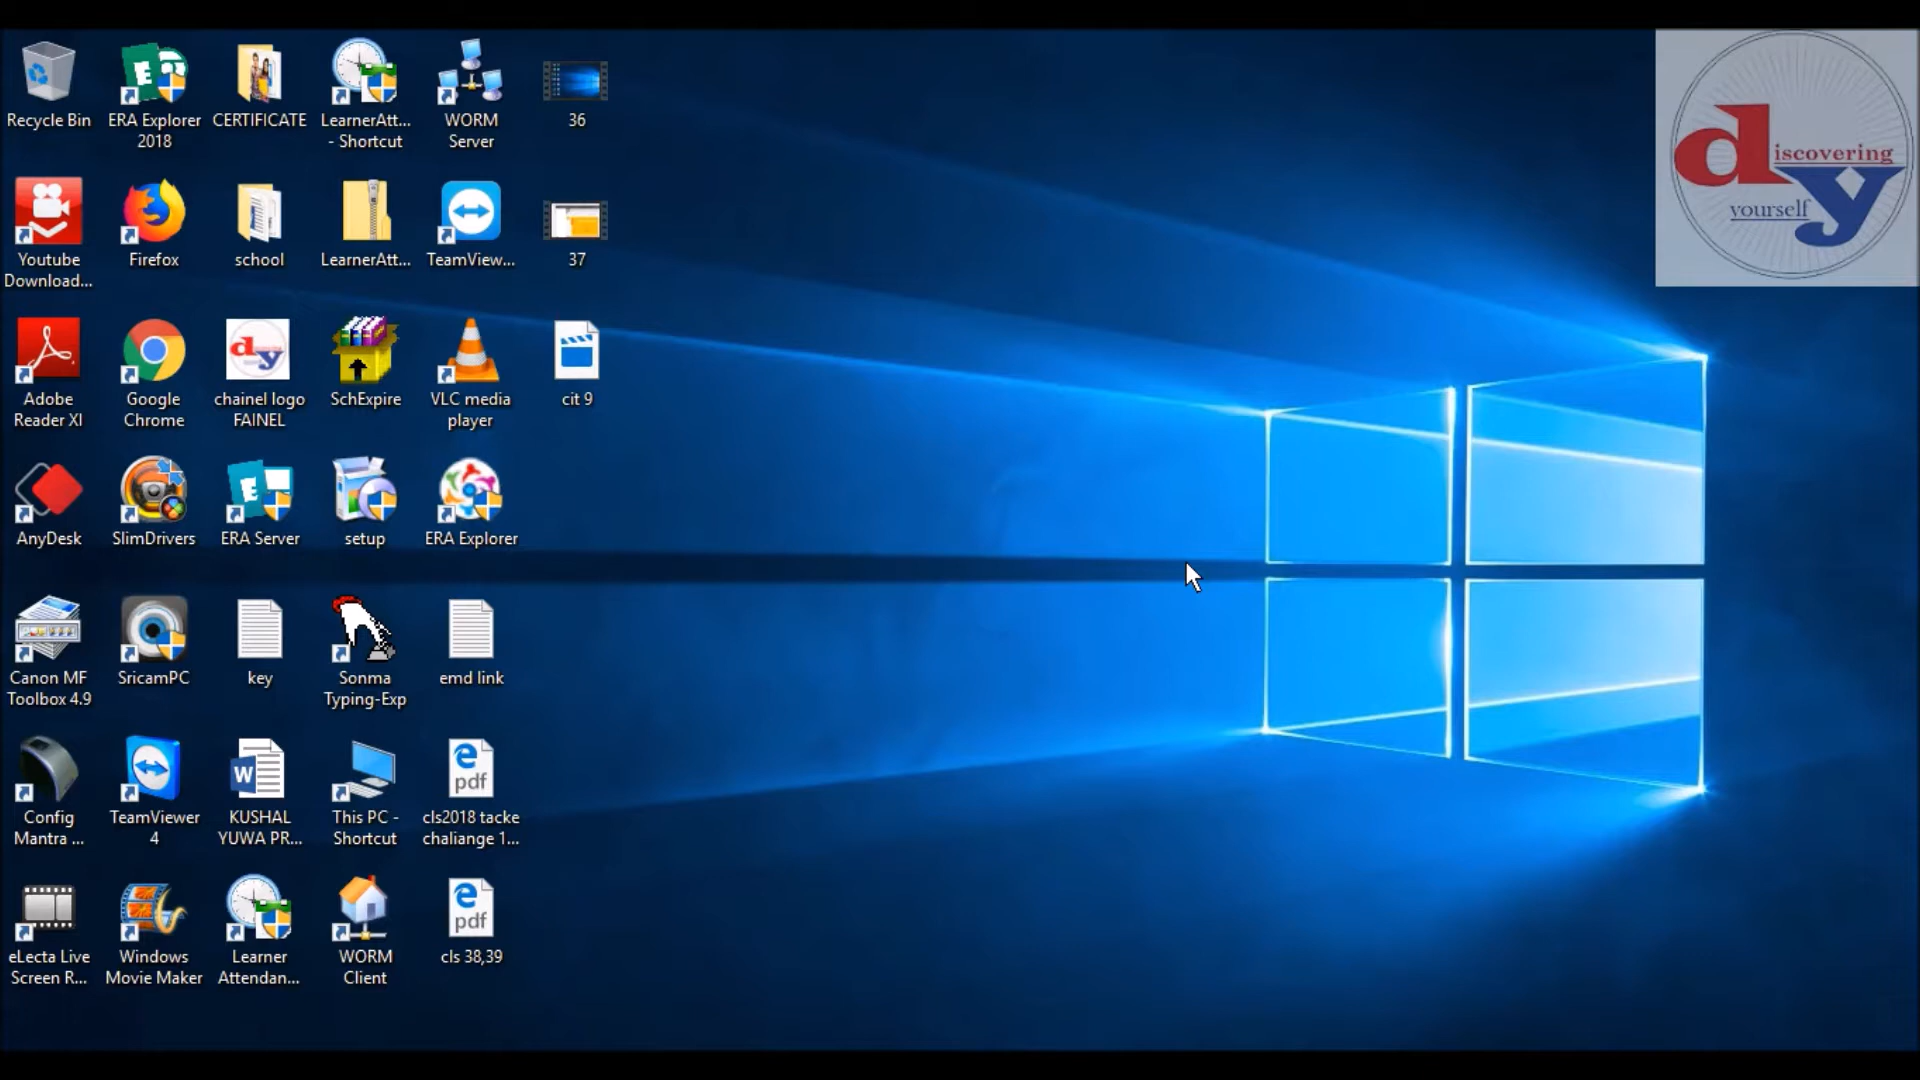 Recycle Bin
ERA Explorer
2018
CERTIFICATE
LearnerAtt...
- Shortcut
WORM
Server
36
Youtube
Download...
Firefox
school
LearnerAtt...
TeamView...
37
Adobe
Reader XI
Google
Chrome
chainel logo
FAINEL
SchExpire
VLC media
player
cit 9
AnyDesk
SlimDrivers
ERA Server
setup
ERA Explorer
Canon MF
Toolbox 4.9
SricamPC
key
Sonma
Typing-Exp
emd link
Config
Mantra ...
TeamViewer
4
KUSHAL
YUWA PR...
This PC -
Shortcut
pdf
cls2018 tacke
chaliange 1...
eLecta Live
Screen R...
Windows
Movie Maker
Learner
Attendan...
WORM
Client
pdf
cls 38,39
discovering
yourself